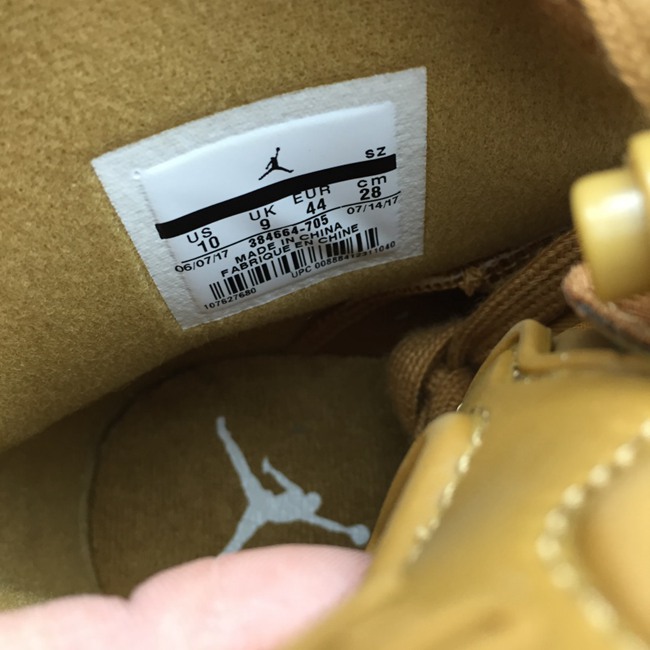 sz
US UK EUR cm
10 9 44 28
06/07/17 384664-705 07/14/17
MADE IN CHINA
FABRIQUE EN CHINE
107627680